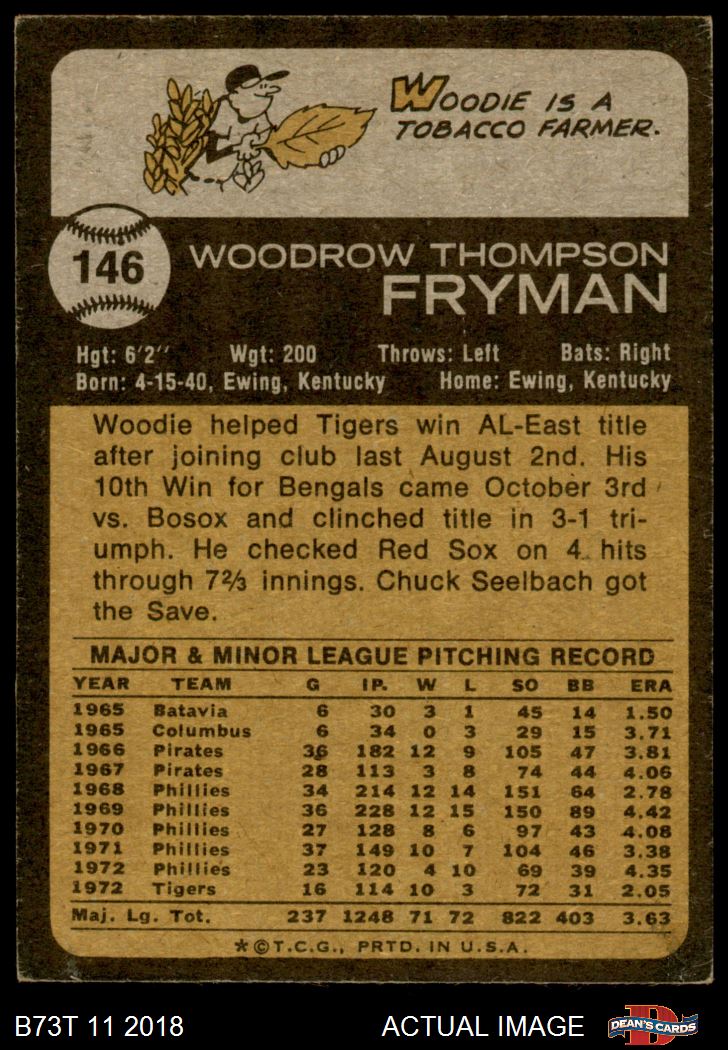 WOODIE IS A
TOBACCO FARMER.
146
WOODROW THOMPSON
FRYMAN
Hgt: 6'2'' Wgt: 200 Throws: Left Bats: Right
Born: 4-15-40, Ewing, Kentucky Home: Ewing, Kentucky
Woodie helped Tigers win AL-East title
after joining club last August 2nd. His
10th Win for Bengals came October 3rd
vs. Bosox and clinched title in 3-1 tri-
umph. He checked Red Sox on 4 hits
through 7⅔ innings. Chuck Seelbach got
the Save.
MAJOR & MINOR LEAGUE PITCHING RECORD
YEAR TEAM G IP. W L SO BB ERA
1965 Batavia 6 30 3 1 45 14 1.50
1965 Columbus 6 34 0 3 29 15 3.71
1966 Pirates 36 182 12 9 105 47 3.81
1967 Pirates 28 113 3 8 74 44 4.06
1968 Phillies 34 214 12 14 151 64 2.78
1969 Phillies 36 228 12 15 150 89 4.42
1970 Phillies 27 128 8 6 97 43 4.08
1971 Phillies 37 149 10 7 104 46 3.38
1972 Phillies 23 120 4 10 69 39 4.35
1972 Tigers 16 114 10 3 72 31 2.05
Maj. Lg. Tot. 237 1248 71 72 822 403 3.63
*©T.C.G., PRTD. IN U.S.A.
B73T 11 2018 ACTUAL IMAGE D DEAN'S CARDS